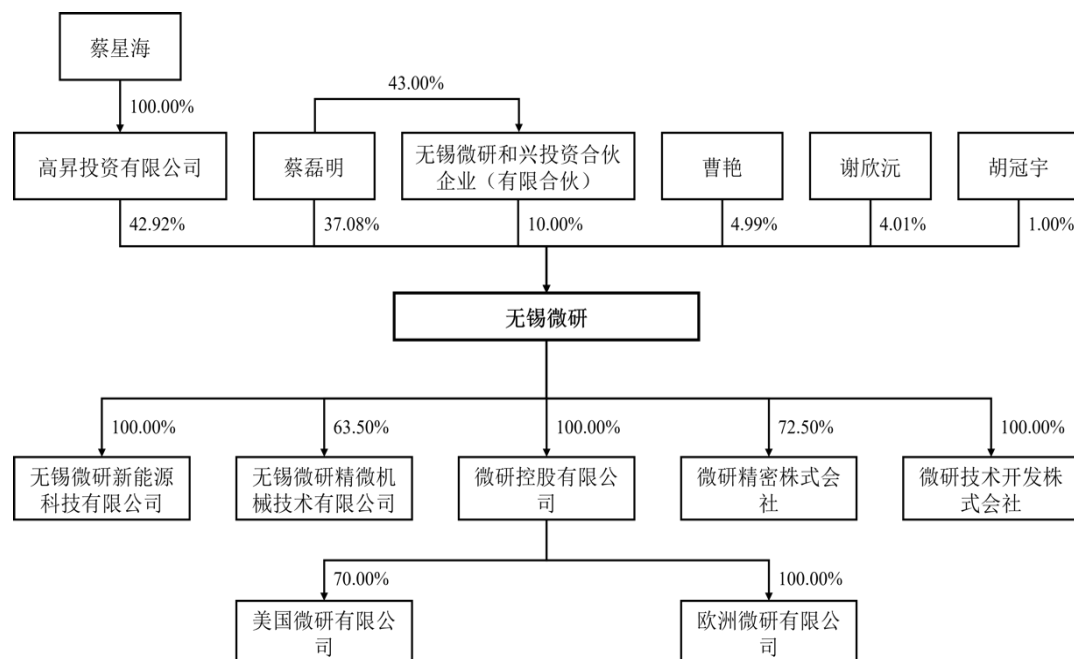 蔡星海
100.00%
43.00%
高昇投资有限公司
蔡磊明
无锡微研和兴投资合伙
企业（有限合伙）
曹艳
谢欣沅
胡冠宇
42.92%
37.08%
10.00%
4.99%
4.01%
1.00%
无锡微研
100.00%
63.50%
100.00%
72.50%
100.00%
无锡微研新能源
科技有限公司
无锡微研精微机
械技术有限公司
微研控股有限公
司
微研精密株式会
社
微研技术开发株
式会社
70.00%
100.00%
美国微研有限公
司
欧洲微研有限公
司